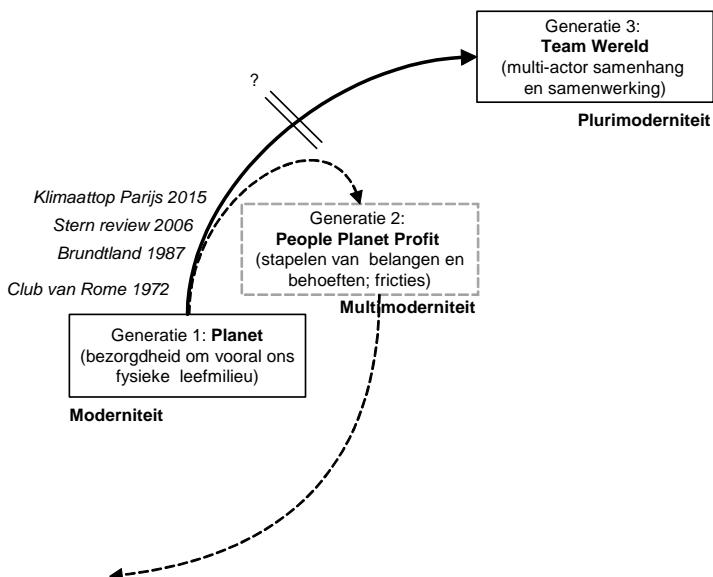 Generatie 3:
Team Wereld
(multi-actor samenhang
en samenwerking)
Plurimoderniteit
?
Klimaattop Parijs 2015
Stern review 2006
Brundtland 1987
Club van Rome 1972
Generatie 2:
People Planet Profit
(stapelen van belangen en
behoeften; fricties)
Multimoderniteit
Generatie 1: Planet
(bezorgdheid om vooral ons
fysieke leefmilieu)
Moderniteit